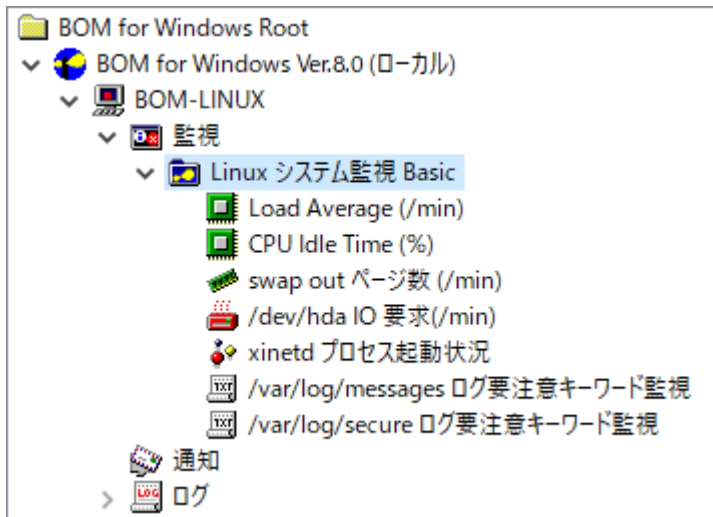 BOM for Windows Root
BOM for Windows Ver.8.0 (ローカル)
BOM-LINUX
監視
Linux システム監視 Basic
Load Average (/min)
CPU Idle Time (%)
swap out ページ数 (/min)
/dev/hda IO 要求(/min)
xinetd プロセス起動状況
TXT /var/log/messages ログ要注意キーワード監視
TXT /var/log/secure ログ要注意キーワード監視
通知
LOG ログ